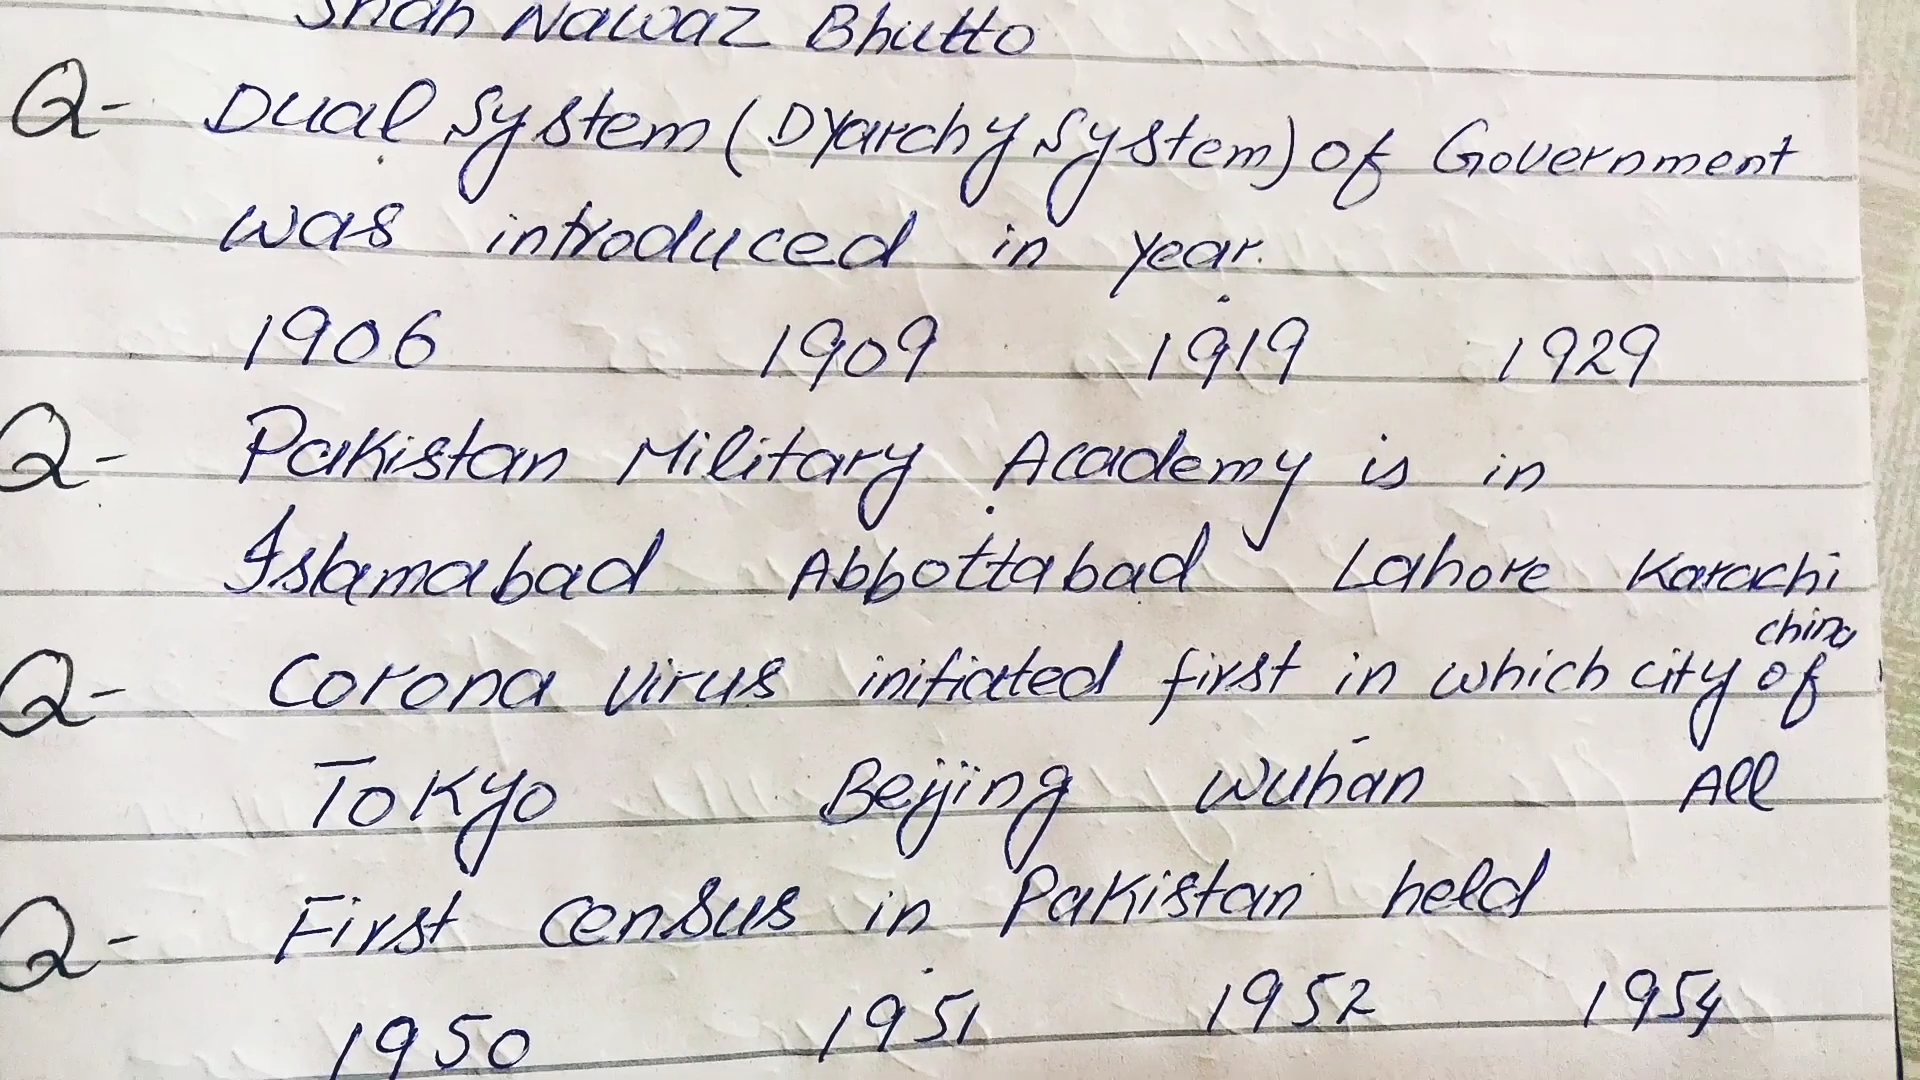 Shah Nawaz Bhutto
Q- Dual System (Dyarchy System) of Government
was introduced in year.
1906 1909 1919 1929
Q- Pakistan Military Academy is in
Islamabad Abbottabad Lahore Karachi
china
Q- Corona virus initiated first in which city of
Tokyo Beijing Wuhan All
Q- First census in Pakistan held
1950 1951 1952 1954